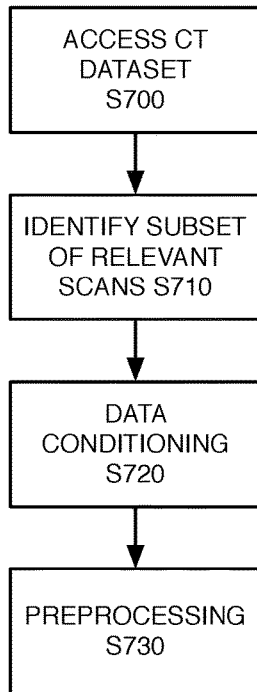 ACCESS CT
DATASET
S700
IDENTIFY SUBSET
OF RELEVANT
SCANS S710
DATA
CONDITIONING
S720
PREPROCESSING
S730